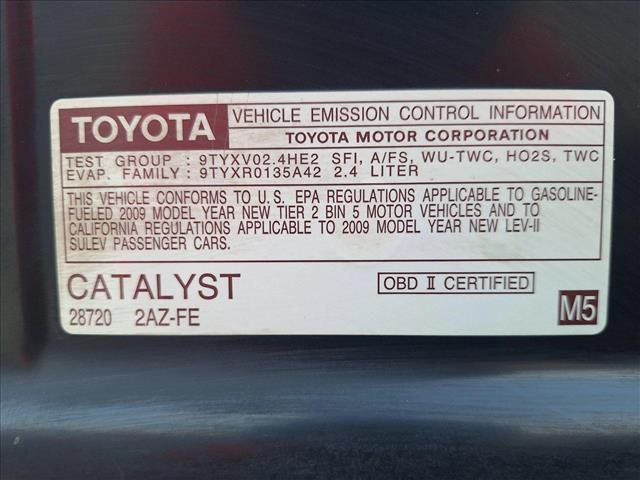 TOYOTA
VEHICLE EMISSION CONTROL INFORMATION
TOYOTA MOTOR CORPORATION
TEST GROUP : 9TYXV02.4HE2 SFI, A/FS, WU-TWC, HO2S, TWC
EVAP. FAMILY : 9TYXR0135A42 2.4 LITER
THIS VEHICLE CONFORMS TO U.S. EPA REGULATIONS APPLICABLE TO GASOLINE-
FUELED 2009 MODEL YEAR NEW TIER 2 BIN 5 MOTOR VEHICLES AND TO
CALIFORNIA REGULATIONS APPLICABLE TO 2009 MODEL YEAR NEW LEV-II
SULEV PASSENGER CARS.
CATALYST
OBD II CERTIFIED
28720 2AZ-FE
M5